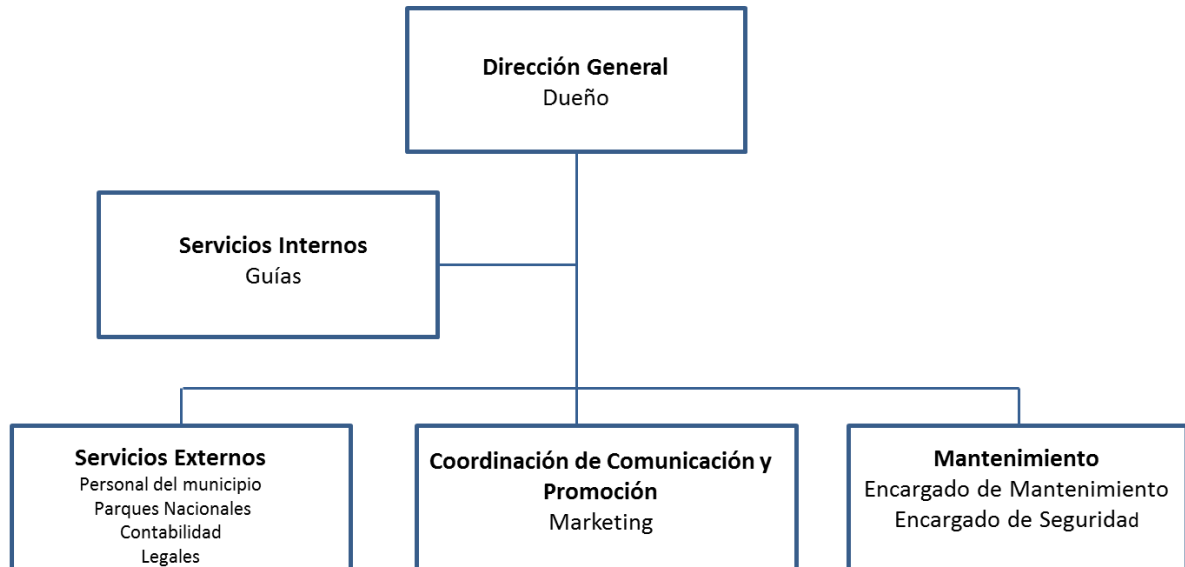 Dirección General
Dueño
Servicios Internos
Guías
Servicios Externos
Personal del municipio
Parques Nacionales
Contabilidad
Legales
Coordinación de Comunicación y
Promoción
Marketing
Mantenimiento
Encargado de Mantenimiento
Encargado de Seguridad